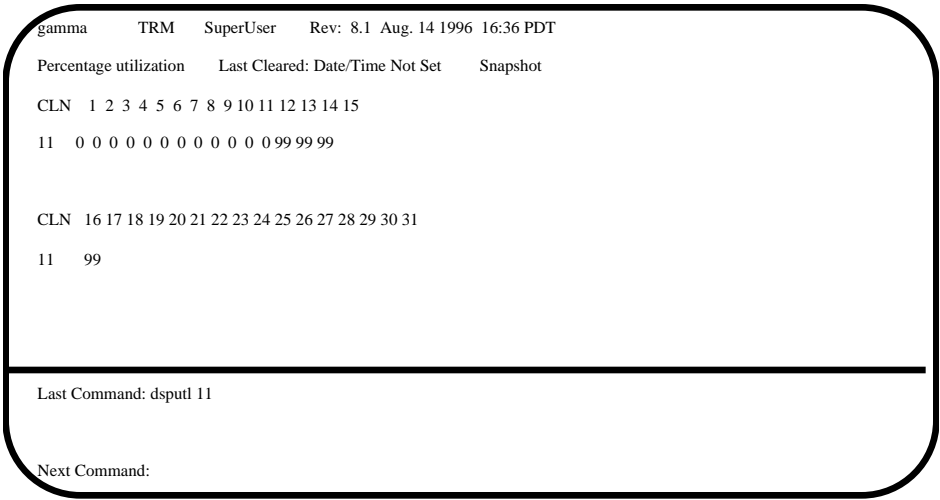 gamma TRM SuperUser Rev: 8.1 Aug. 14 1996 16:36 PDT
Percentage utilization Last Cleared: Date/Time Not Set Snapshot
CLN 1 2 3 4 5 6 7 8 9 10 11 12 13 14 15
11 0 0 0 0 0 0 0 0 0 0 0 0 99 99 99
CLN 16 17 18 19 20 21 22 23 24 25 26 27 28 29 30 31
11 99
Last Command: dsputl 11
Next Command: